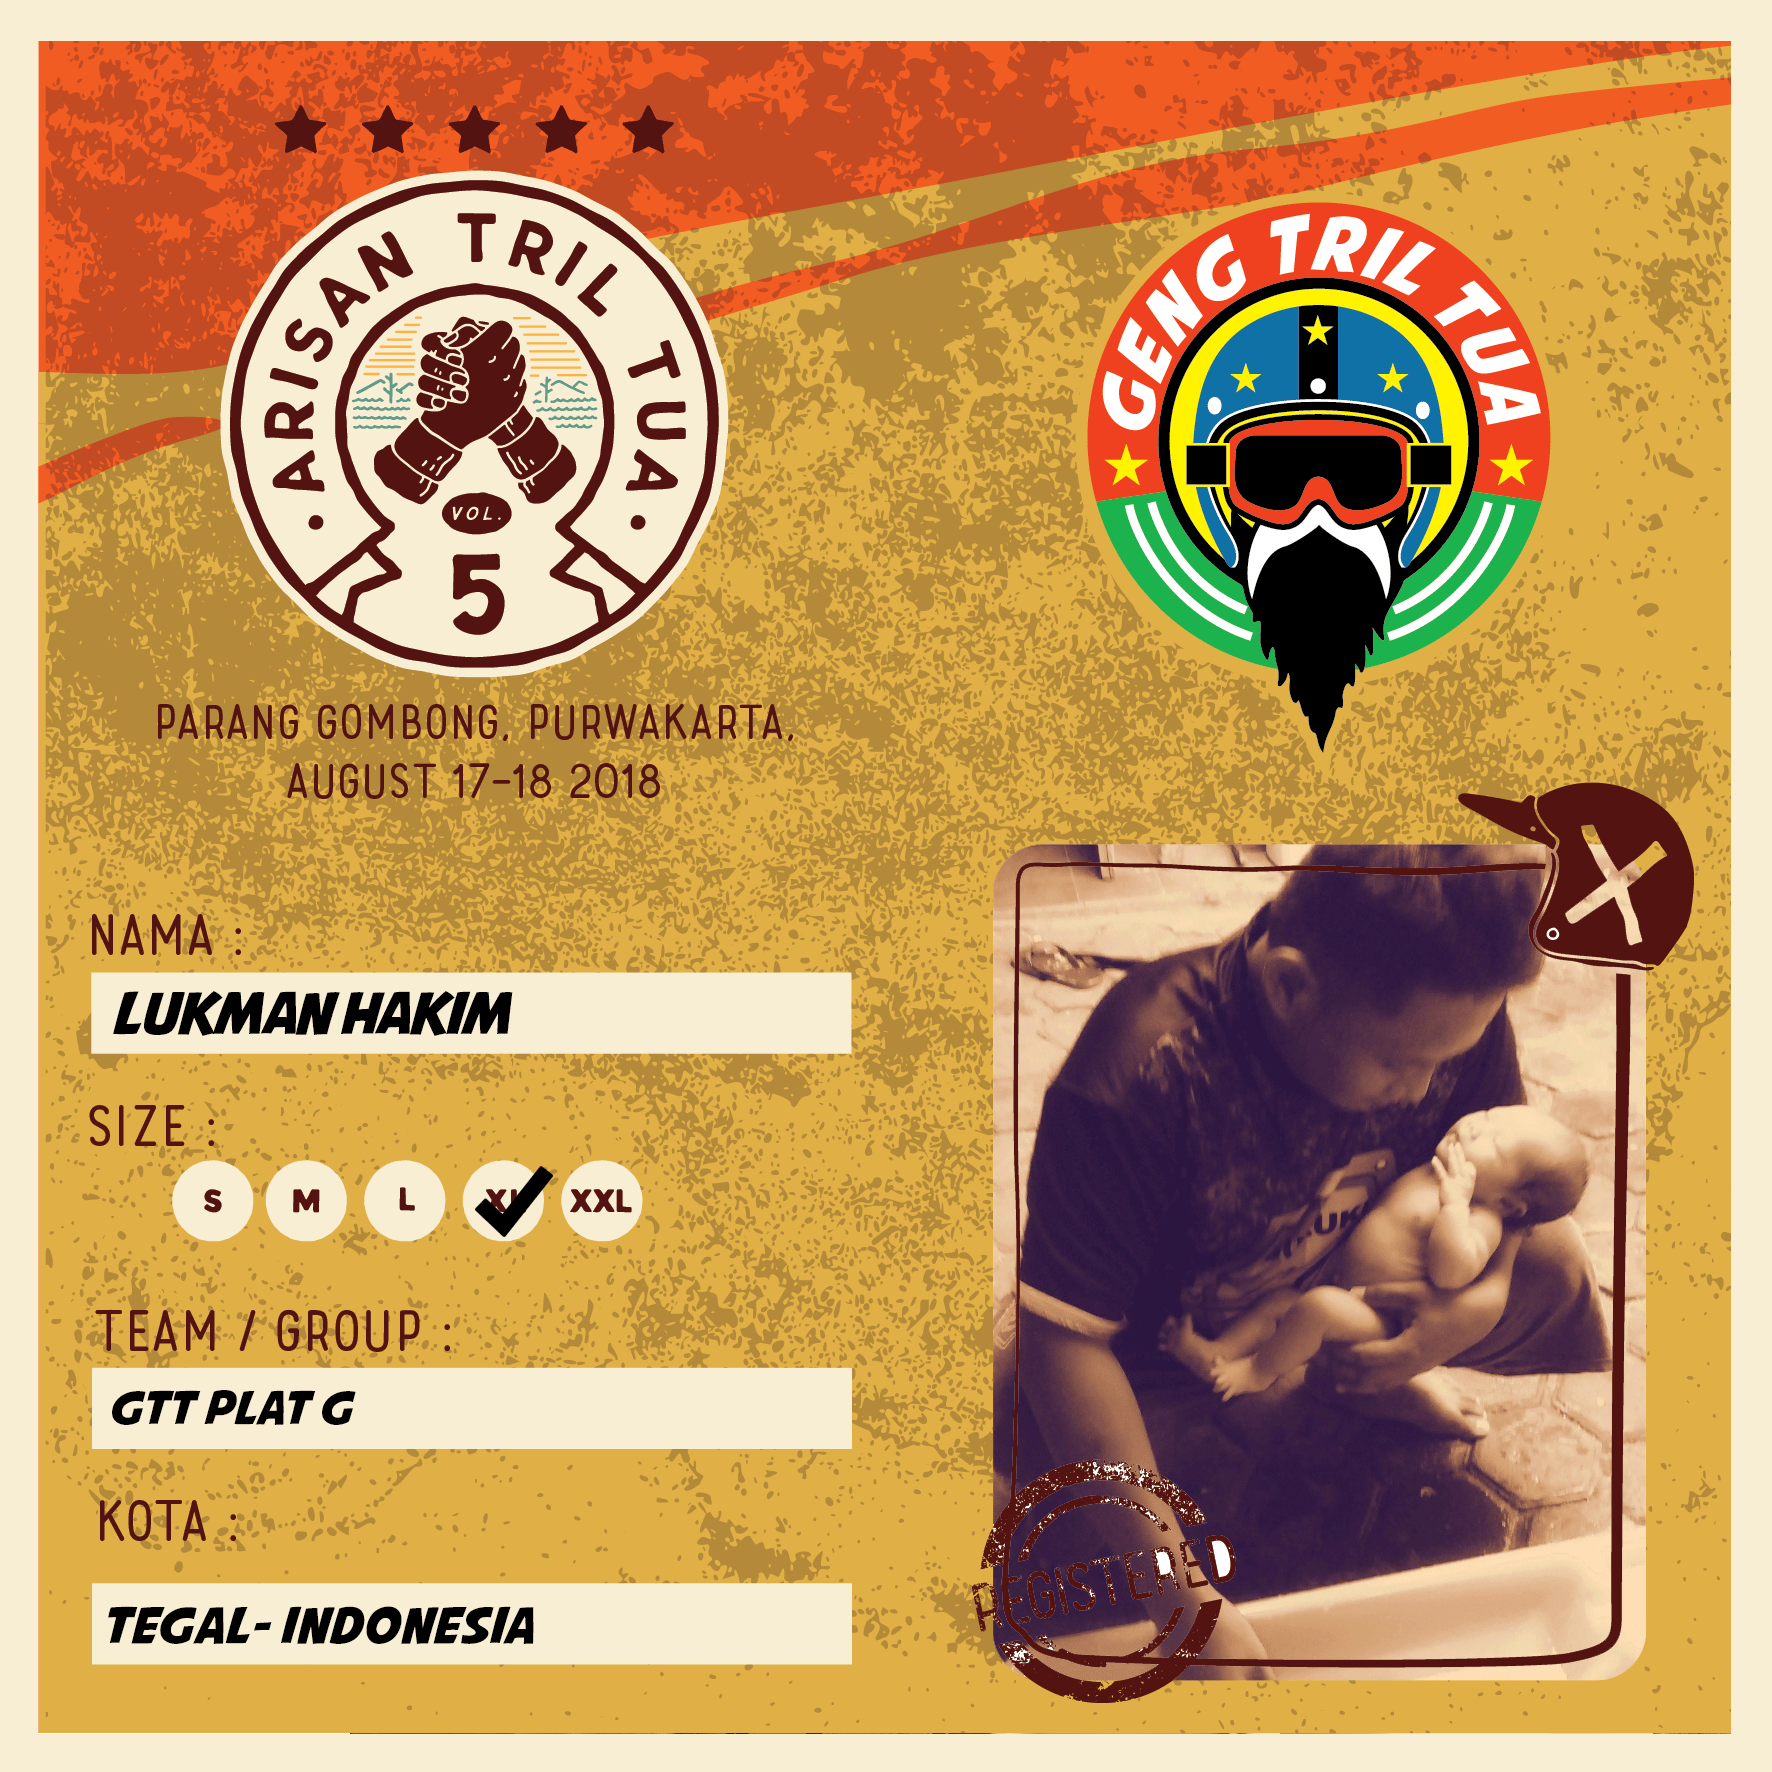 ARISAN TRIL TUA
VOL.
5
GENG TRIL TUA
PARANG GOMBONG, PURWAKARTA,
AUGUST 17-18 2018
NAMA :
LUKMAN HAKIM
SIZE :
S M L XL XXL
TEAM / GROUP :
GTT PLAT G
KOTA :
TEGAL- INDONESIA
REGISTERED